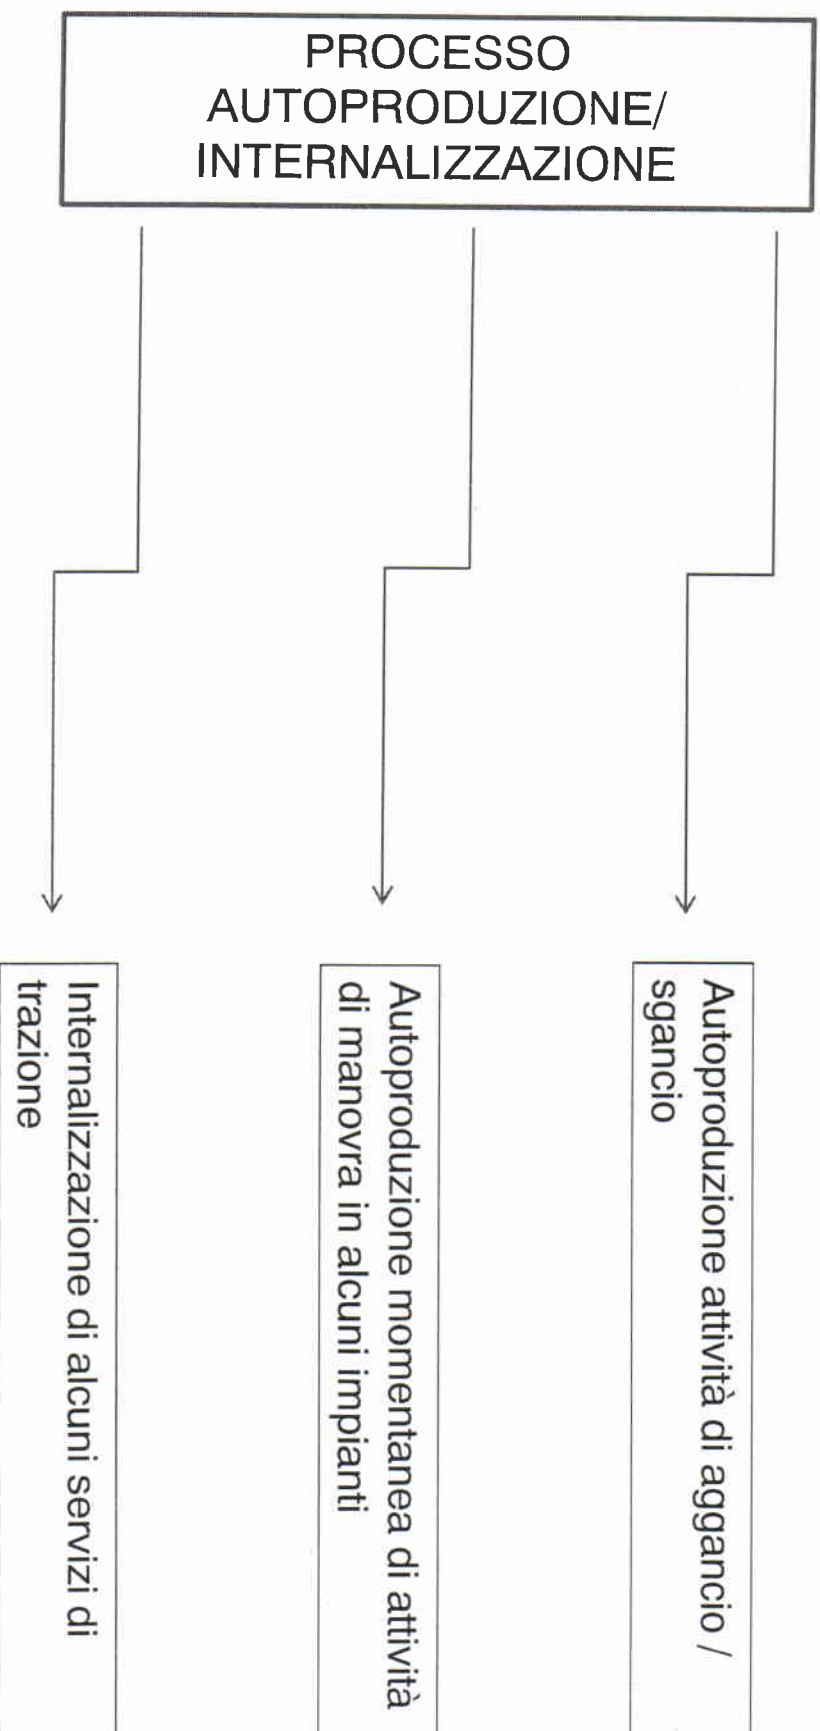 PROCESSO
AUTOPRODUZIONE/
INTERNALIZZAZIONE
Autoproduzione attività di aggancio /
sgancio
Autoproduzione momentanea di attività
di manovra in alcuni impianti
Internalizzazione di alcuni servizi di
trazione